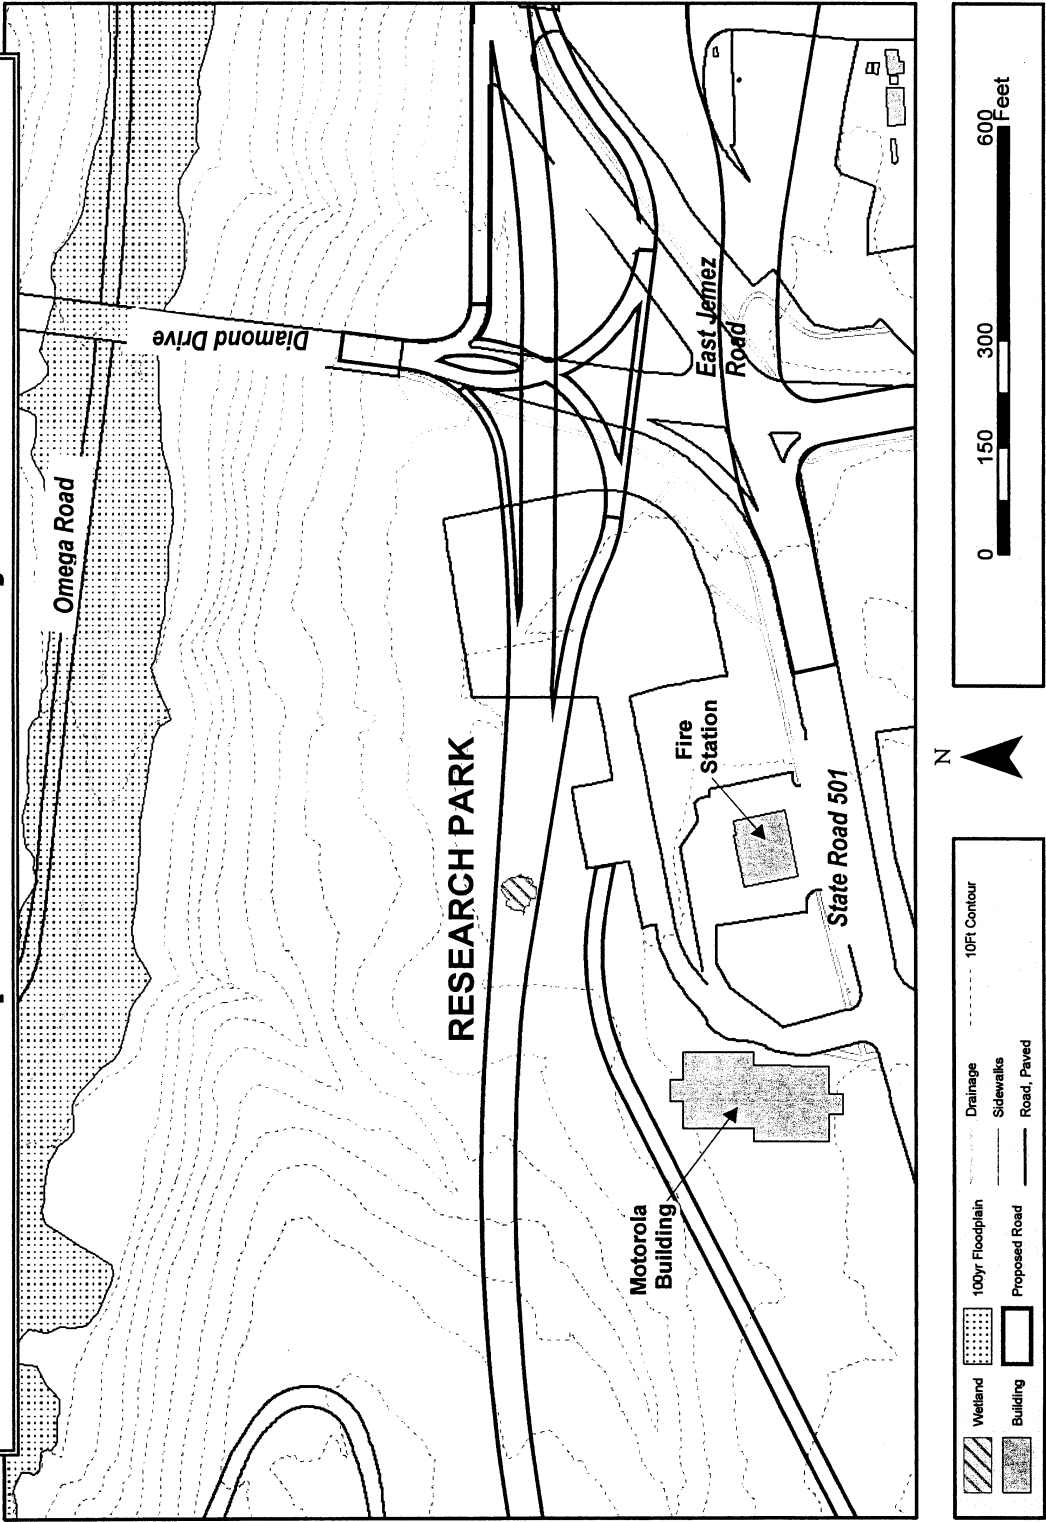 Omega Road
Diamond Drive
RESEARCH PARK
East Jemez
Road
Fire
Station
State Road 501
Motorola
Building
Wetland
100yr Floodplain
Drainage
10Ft Contour
Building
Proposed Road
Sidewalks
Road, Paved
N
0
150
300
600
Feet